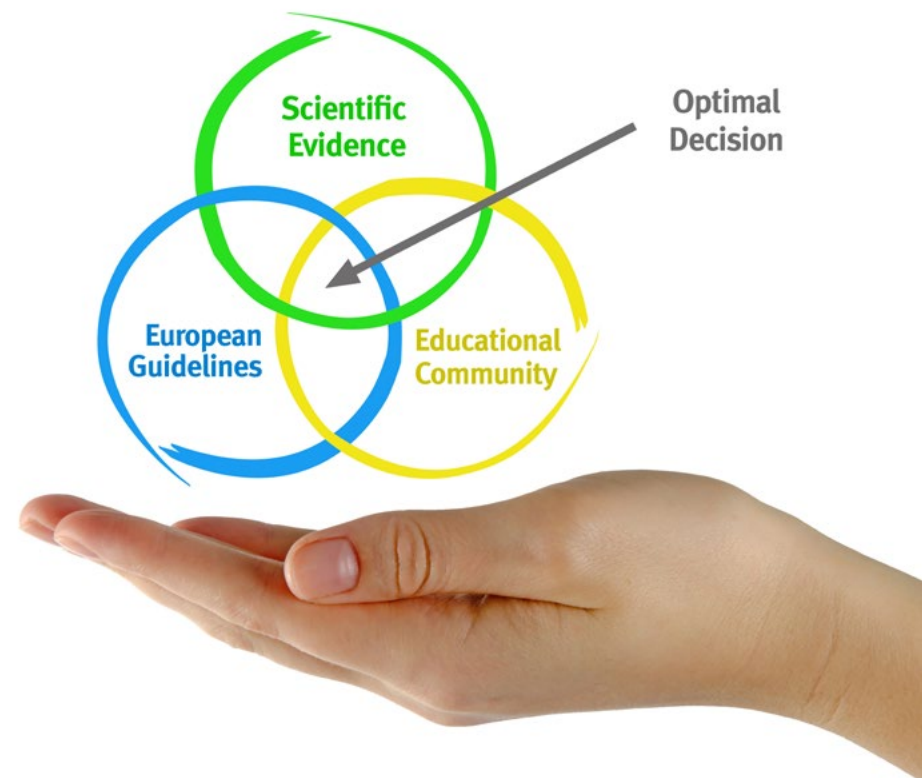 Scientific
Evidence
Optimal
Decision
European
Guidelines
Educational
Community